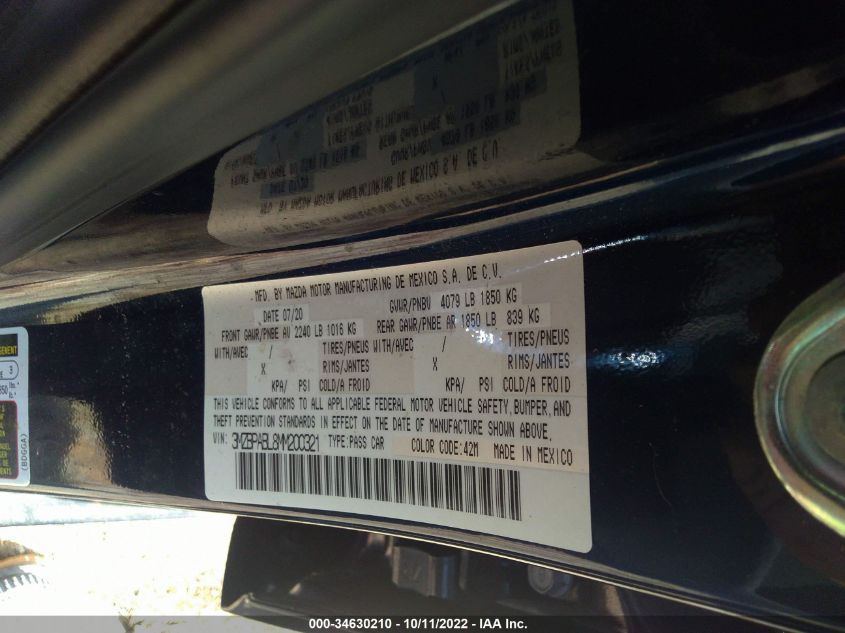 MFD. BY MAZDA MOTOR MANUFACTURING DE MEXICO S.A. DE C.V.
DATE 07/20 GVWR/PNBV 4079 LB 1850 KG
FRONT GAWR/PNBE AV 2240 LB 1016 KG REAR GAWR/PNBE AR 1850 LB 839 KG
WITH/AVEC / TIRES/PNEUS WITH/AVEC / TIRES/PNEUS
X RIMS/JANTES X RIMS/JANTES
KPA/ PSI COLD/A FROID KPA/ PSI COLD/A FROID
THIS VEHICLE CONFORMS TO ALL APPLICABLE FEDERAL MOTOR VEHICLE SAFETY, BUMPER, AND
THEFT PREVENTION STANDARDS IN EFFECT ON THE DATE OF MANUFACTURE SHOWN ABOVE.
VIN: 3MZBPABL8MM200321 TYPE:PASS CAR COLOR CODE:42M MADE IN MEXICO
(BDGGA)
000-34630210 - 10/11/2022 - IAA Inc.